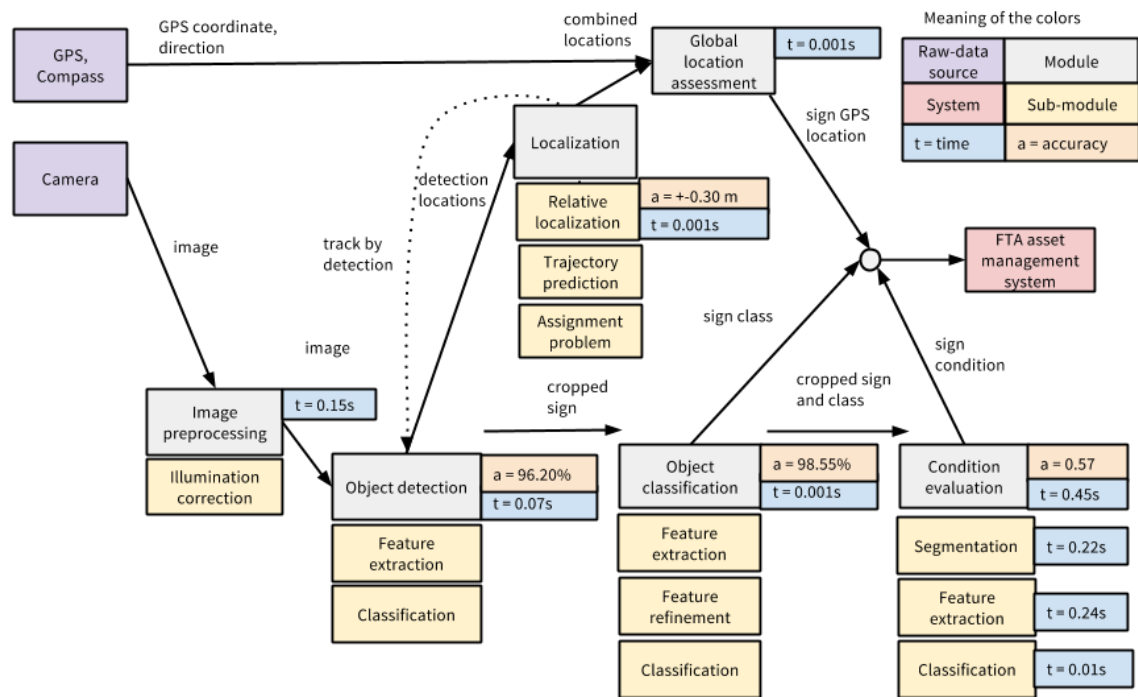 GPS coordinate,
direction
combined
locations
Meaning of the colors
GPS,
Compass
Global
location
assessment
t = 0.001s
Raw-data
source
Module
System
Sub-module
t = time
a = accuracy
sign GPS
location
Camera
Localization
detection
locations
Relative
localization
a = +-0.30 m
t = 0.001s
image
track by
detection
Trajectory
prediction
Assignment
problem
FTA asset
management
system
sign class
sign
condition
image
Image
preprocessing
t = 0.15s
Illumination
correction
cropped
sign
cropped sign
and class
Object detection
a = 96.20%
t = 0.07s
Feature
extraction
Classification
Object
classification
a = 98.55%
t = 0.001s
Feature
extraction
Feature
refinement
Classification
Condition
evaluation
a = 0.57
t = 0.45s
Segmentation
t = 0.22s
Feature
extraction
t = 0.24s
Classification
t = 0.01s